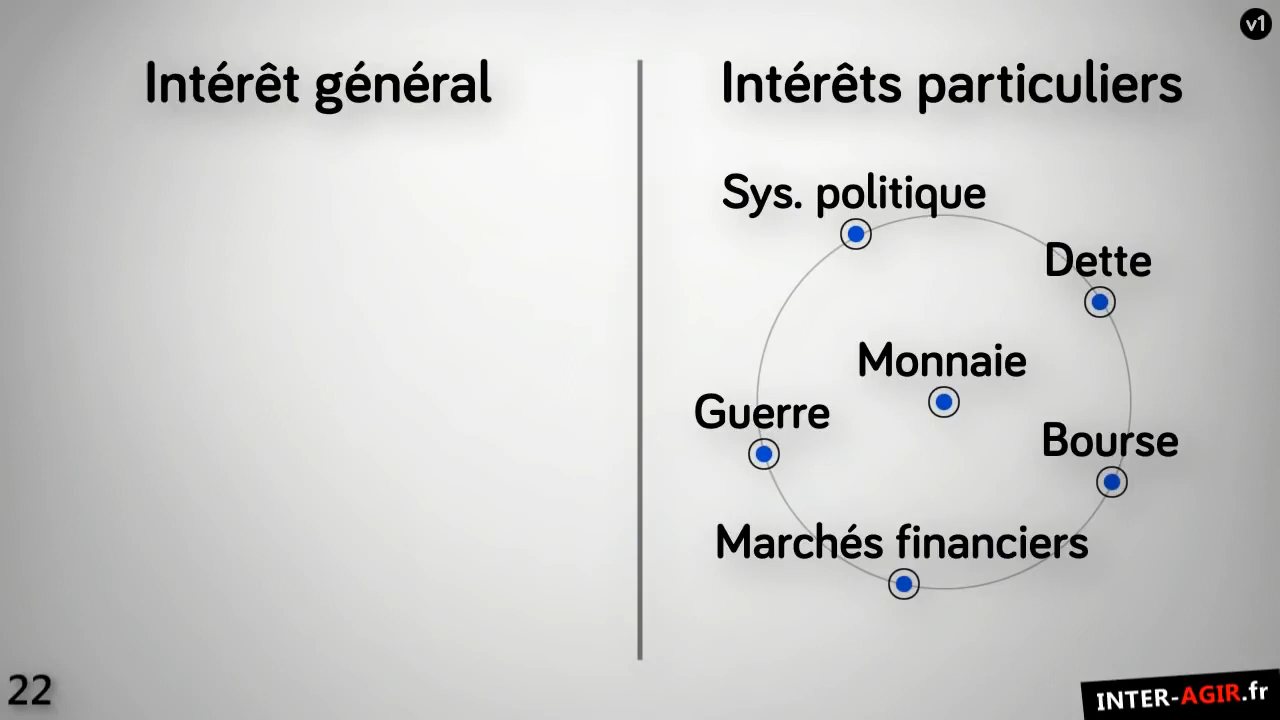 v1
Intérêt général
Intérêts particuliers
Sys. politique
Dette
Monnaie
Guerre
Bourse
Marchés financiers
22
INTER-AGIR.fr